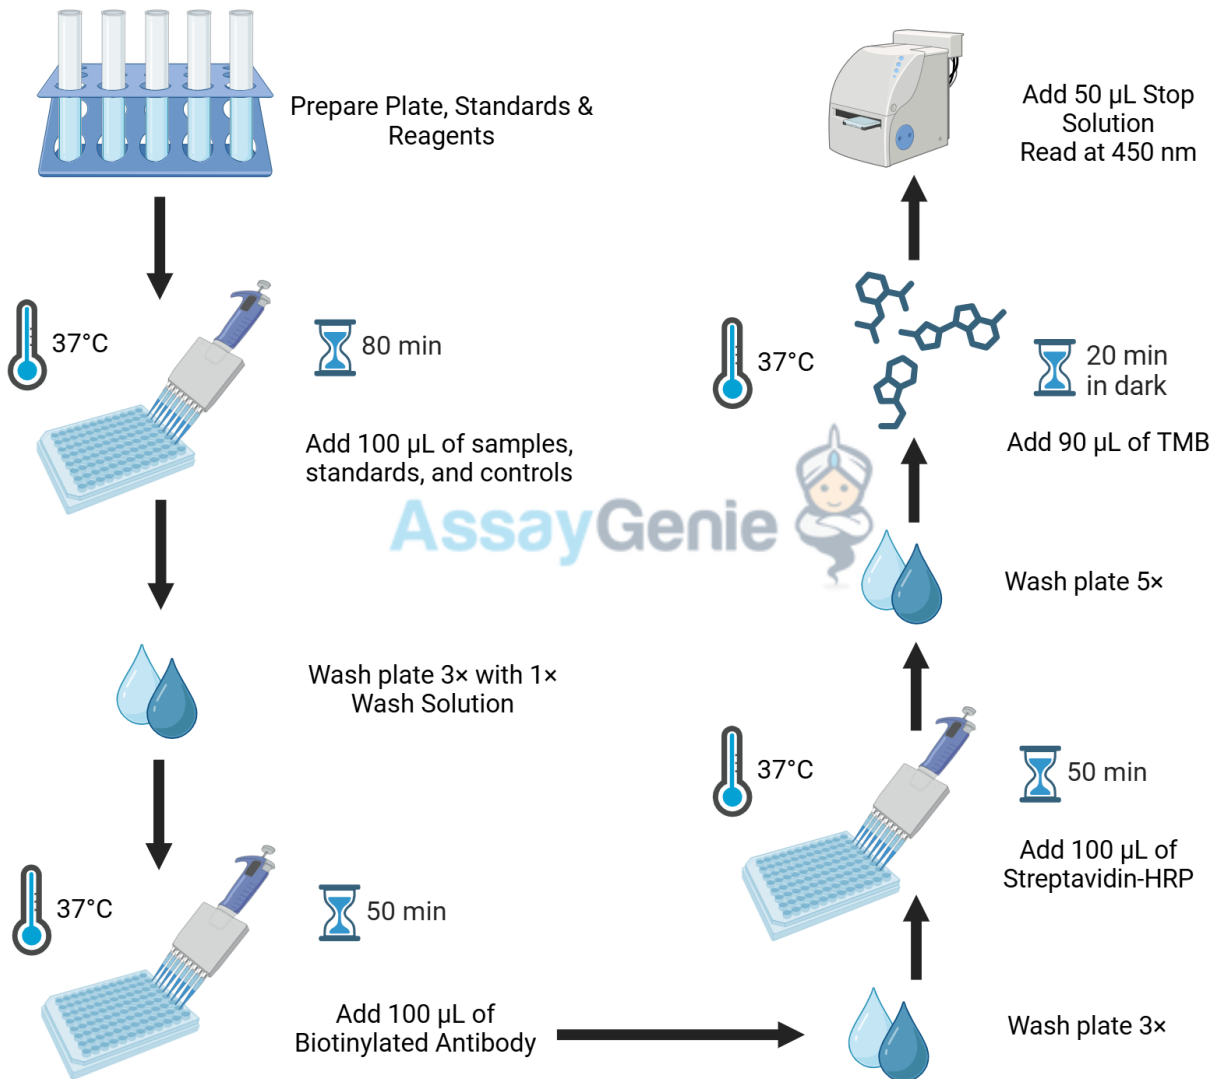 Prepare Plate, Standards &
Reagents
37°C
80 min
Add 100 µL of samples,
standards, and controls
Wash plate 3× with 1×
Wash Solution
37°C
50 min
Add 100 µL of
Biotinylated Antibody
Wash plate 3×
37°C
50 min
Add 100 µL of
Streptavidin-HRP
Wash plate 5×
37°C
20 min
in dark
Add 90 µL of TMB
Add 50 µL Stop
Solution
Read at 450 nm
AssayGenie